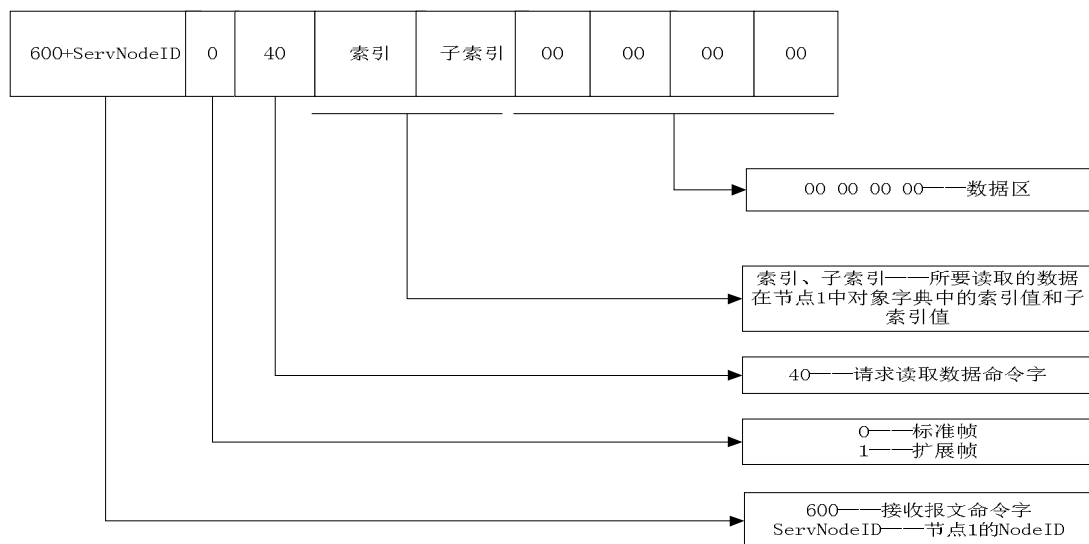 600+ServNodeID 0 40 索引 子索引 00 00 00 00
00 00 00 00——数据区
索引、子索引——所要读取的数据
在节点1中对象字典中的索引值和子
索引值
40——请求读取数据命令字
0——标准帧
1——扩展帧
600——接收报文命令字
ServNodeID——节点1的NodeID